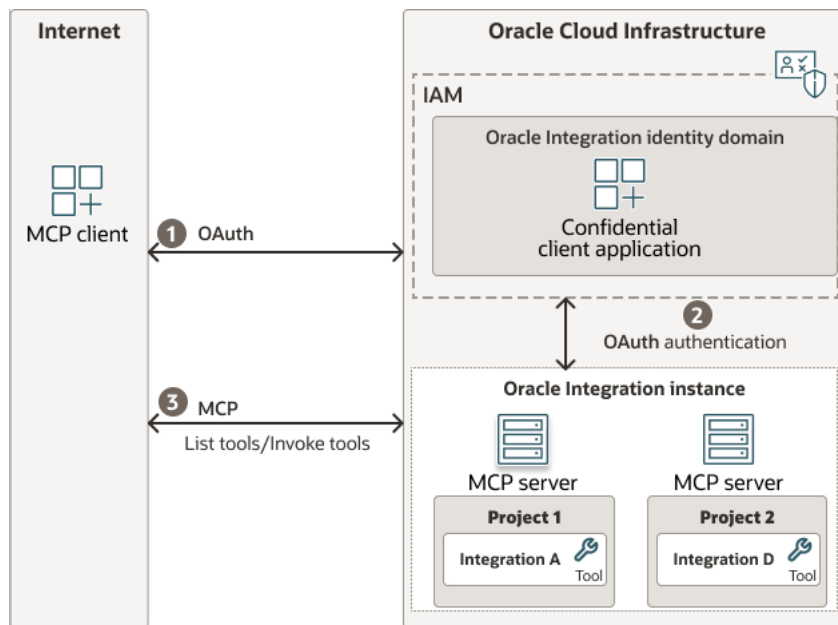 Internet
MCP client
1 OAuth
3 MCP
List tools/Invoke tools
Oracle Cloud Infrastructure
IAM
Oracle Integration identity domain
Confidential
client application
2
OAuth authentication
Oracle Integration instance
MCP server
Project 1
Integration A
Tool
MCP server
Project 2
Integration D
Tool